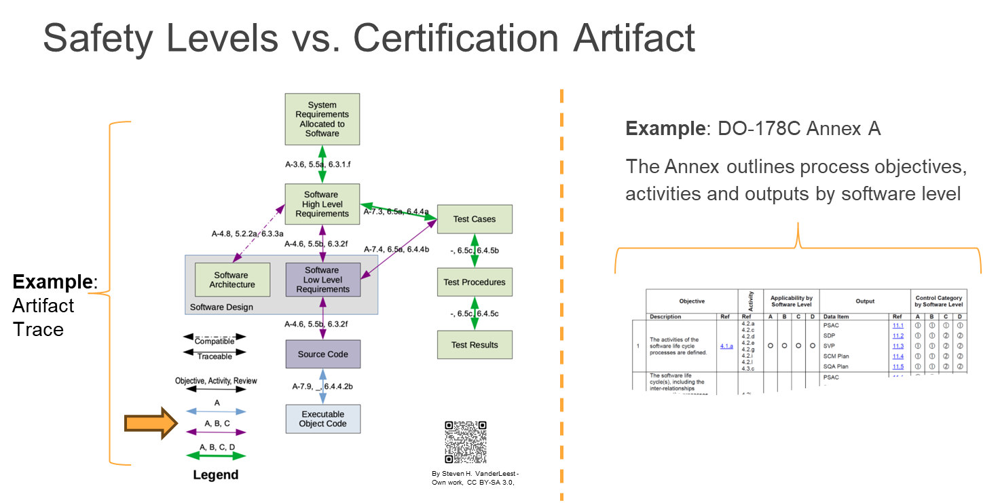 Safety Levels vs. Certification Artifact
System
Requirements
Allocated to
Software
A-3.6, 5.5a, 6.3.1.f
Software
High Level
Requirements
A-7.3, 6.5a, 6.4.4a
Test Cases
A-4.8, 5.2.2a, 6.3.3a
A-4.6, 5.5b, 6.3.2f
A-7.4, 6.5a, 6.4.4b
-, 6.5c, 6.4.5b
Software
Architecture
Software
Low Level
Requirements
Test Procedures
Software Design
A-4.6, 5.5b, 6.3.2f
-, 6.5c, 6.4.5c
Source Code
Test Results
A-7.9, _, 6.4.4.2b
Executable
Object Code
Example:
Artifact
Trace
Compatible
Traceable
Objective, Activity, Review
A
A, B, C
A, B, C, D
Legend
By Steven H. VanderLeest -
Own work, CC BY-SA 3.0,
Example: DO-178C Annex A
The Annex outlines process objectives,
activities and outputs by software level
Objective
Activity
Applicability by
Software Level
Output
Control Category
by Software Level
Description Ref Ref A B C D Data Item Ref A B C D
1
The activities of the
software life cycle
processes are defined.
4.1.a
4.2.a
4.2.c
4.2.d
4.2.e
4.2.g
4.2.i
4.2.l
4.3.c
○ ○ ○ ○
PSAC 11.1 ① ① ① ①
SDP 11.2 ① ① ② ②
SVP 11.3 ① ① ② ②
SCM Plan 11.4 ① ① ② ②
SQA Plan 11.5 ① ① ② ②
The software life
cycle(s), including the
inter-relationships
PSAC